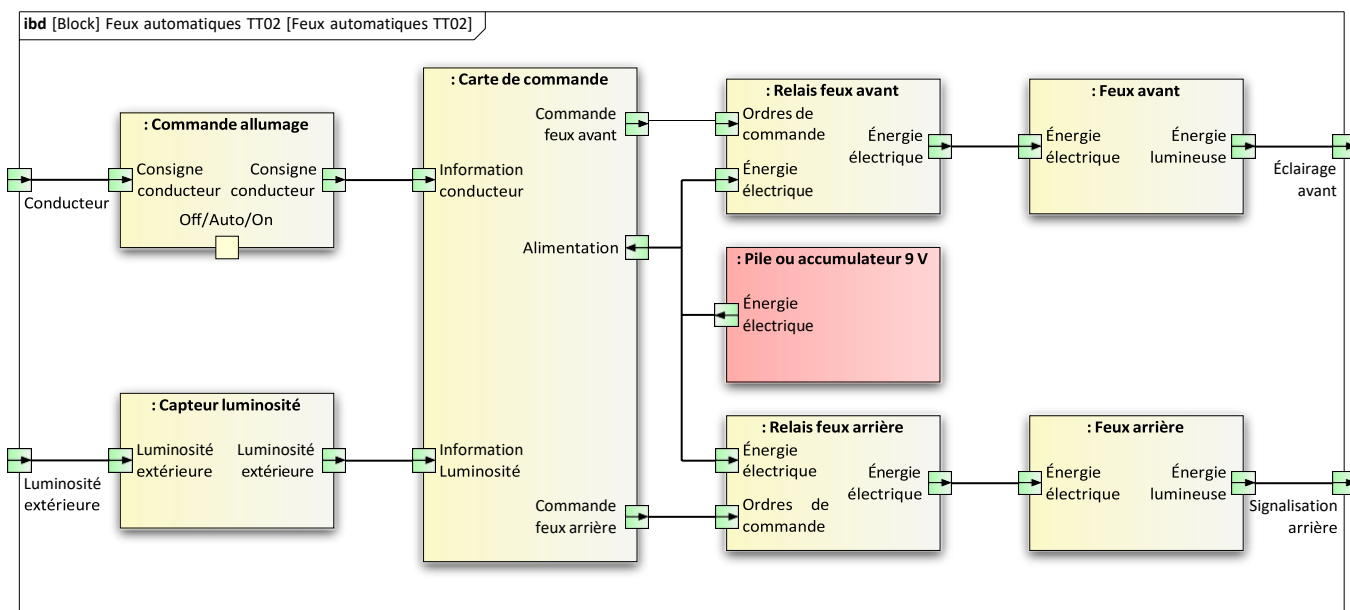 ibd [Block] Feux automatiques TT02 [Feux automatiques TT02]
: Commande allumage
Consigne
conducteur
Consigne
conducteur
Off/Auto/On
Conducteur
: Capteur luminosité
Luminosité
extérieure
Luminosité
extérieure
Luminosité
extérieure
: Carte de commande
Commande
feux avant
Information
conducteur
Alimentation
Information
Luminosité
Commande
feux arrière
: Relais feux avant
Ordres de
commande
Énergie
électrique
Énergie
électrique
: Pile ou accumulateur 9 V
Énergie
électrique
: Relais feux arrière
Énergie
électrique
Énergie
électrique
Ordres de
commande
: Feux avant
Énergie
électrique
Énergie
lumineuse
Éclairage
avant
: Feux arrière
Énergie
électrique
Énergie
lumineuse
Signalisation
arrière